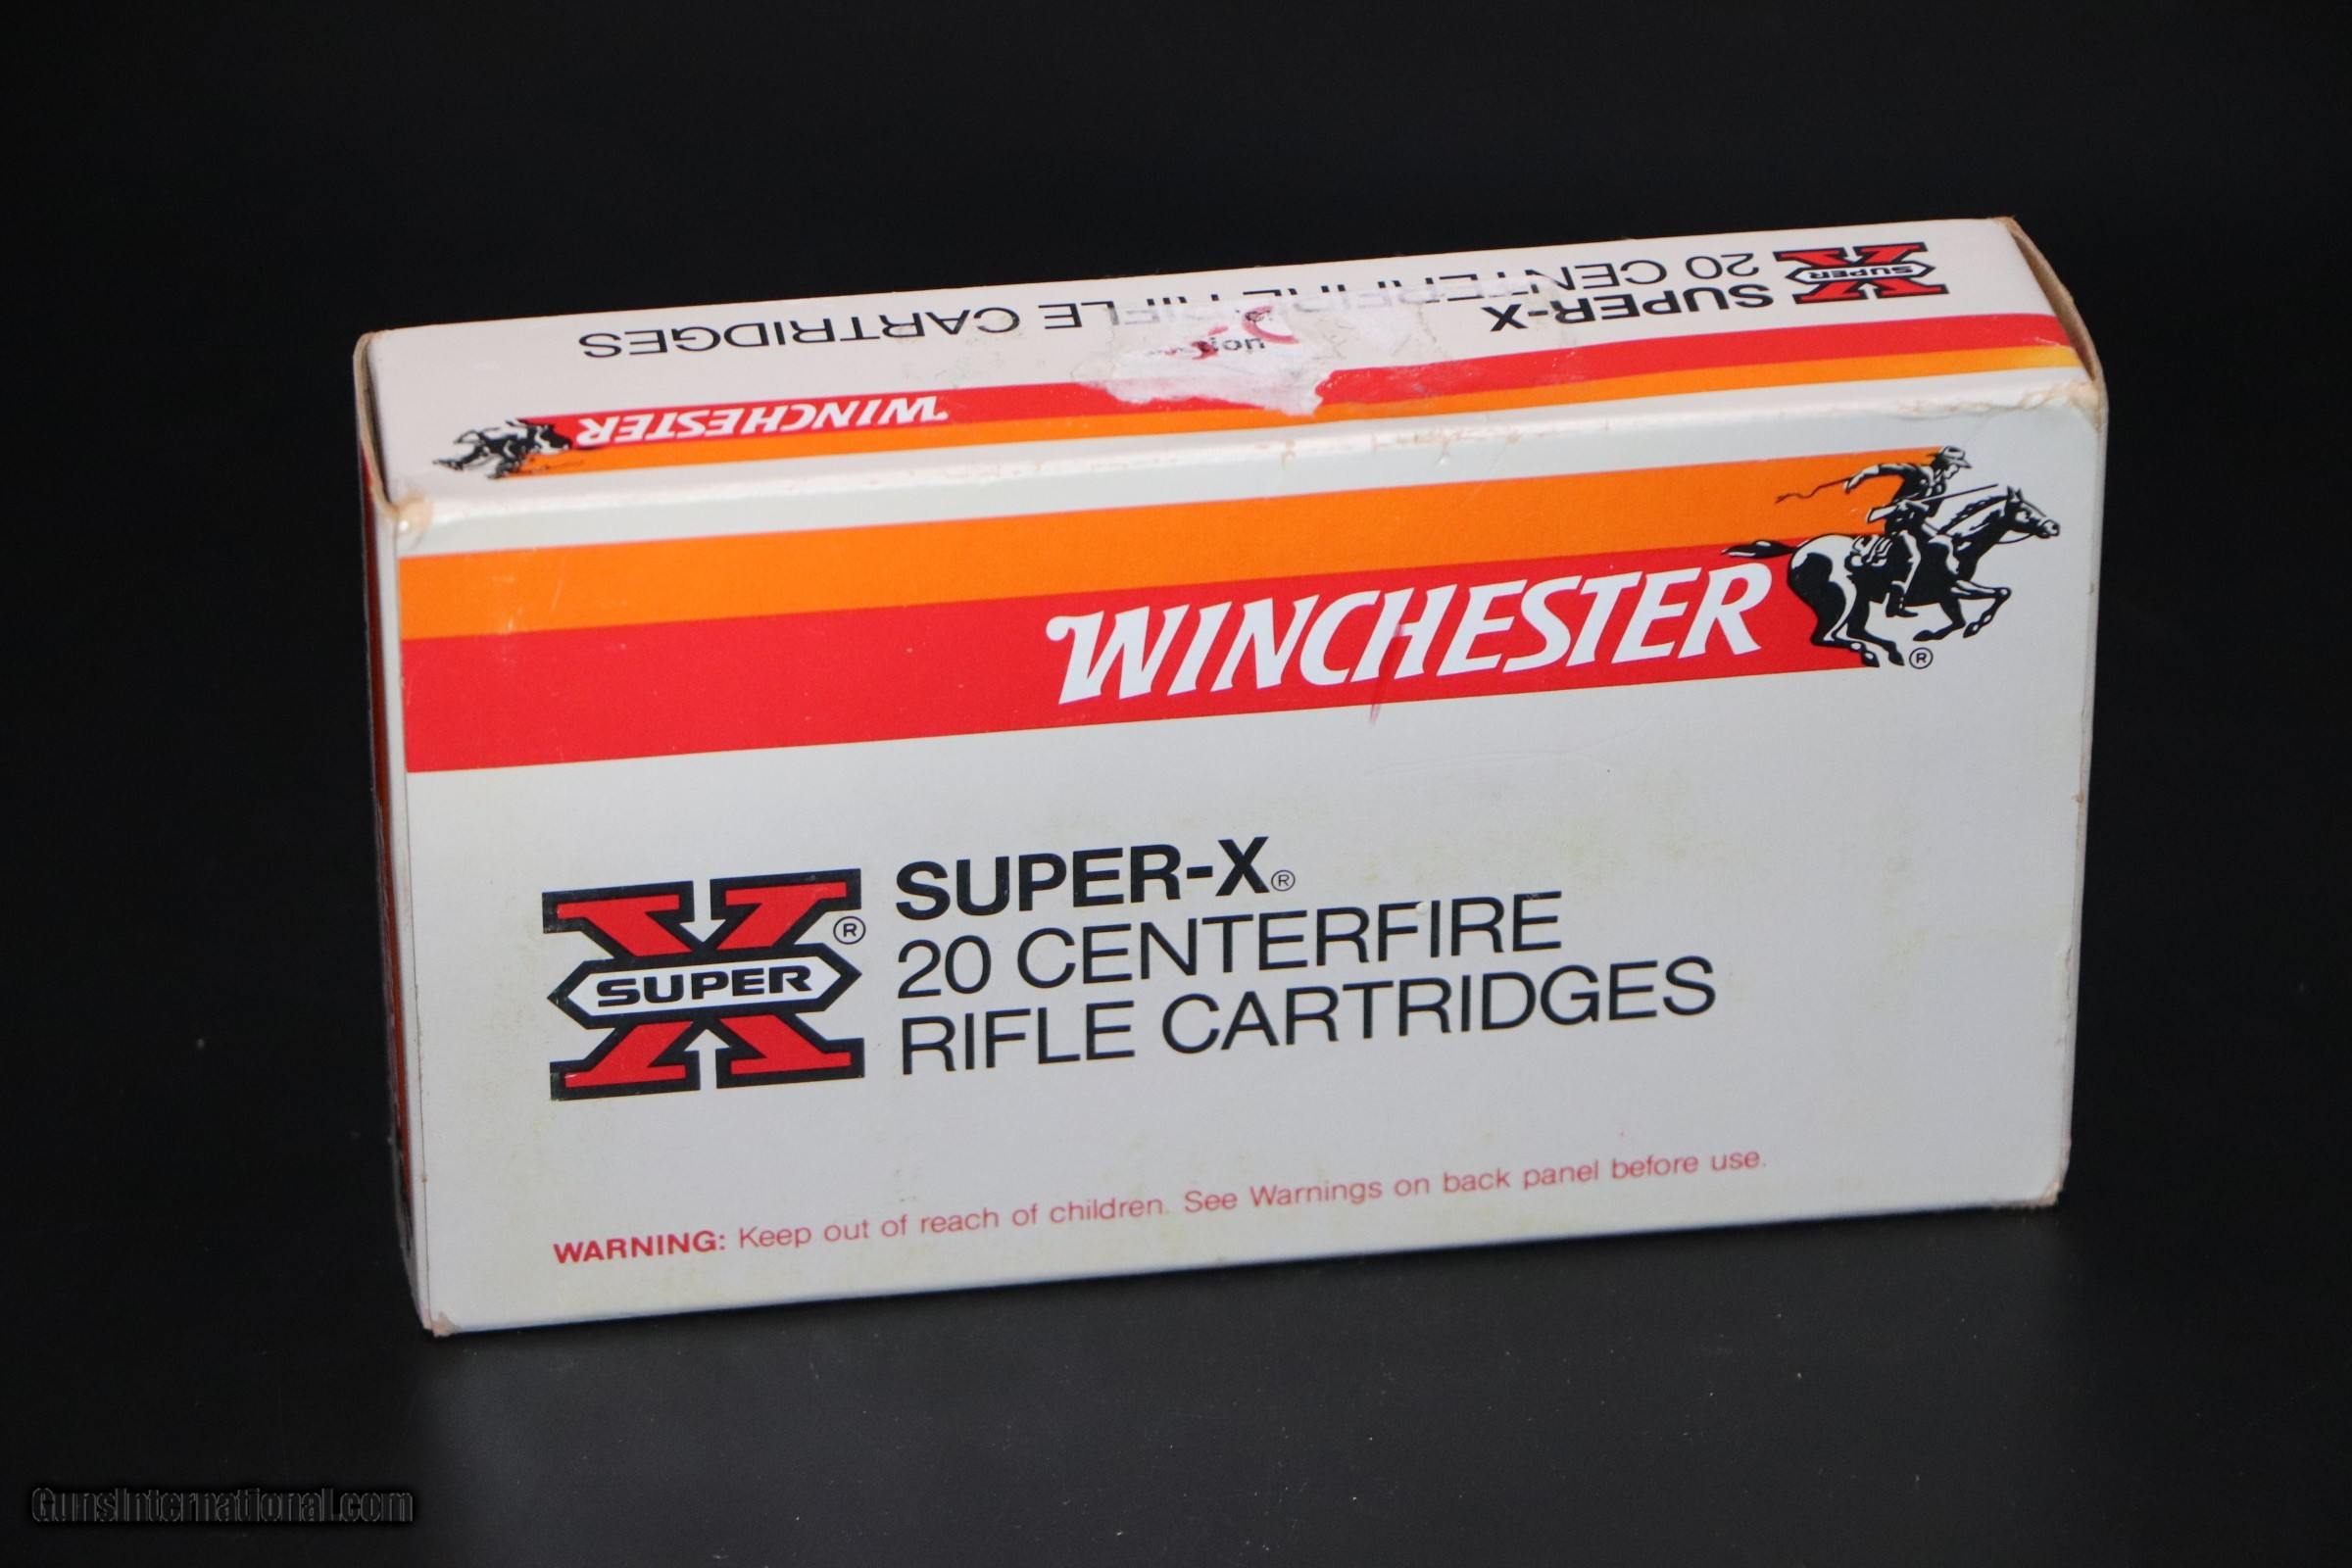 SUPER
SUPER-X
20 CENTERFIRE RIFLE CARTRIDGES
WINCHESTER
WINCHESTER ®
SUPER ®
SUPER-X®
20 CENTERFIRE
RIFLE CARTRIDGES
WARNING: Keep out of reach of children. See Warnings on back panel before use.
GunsInternational.com